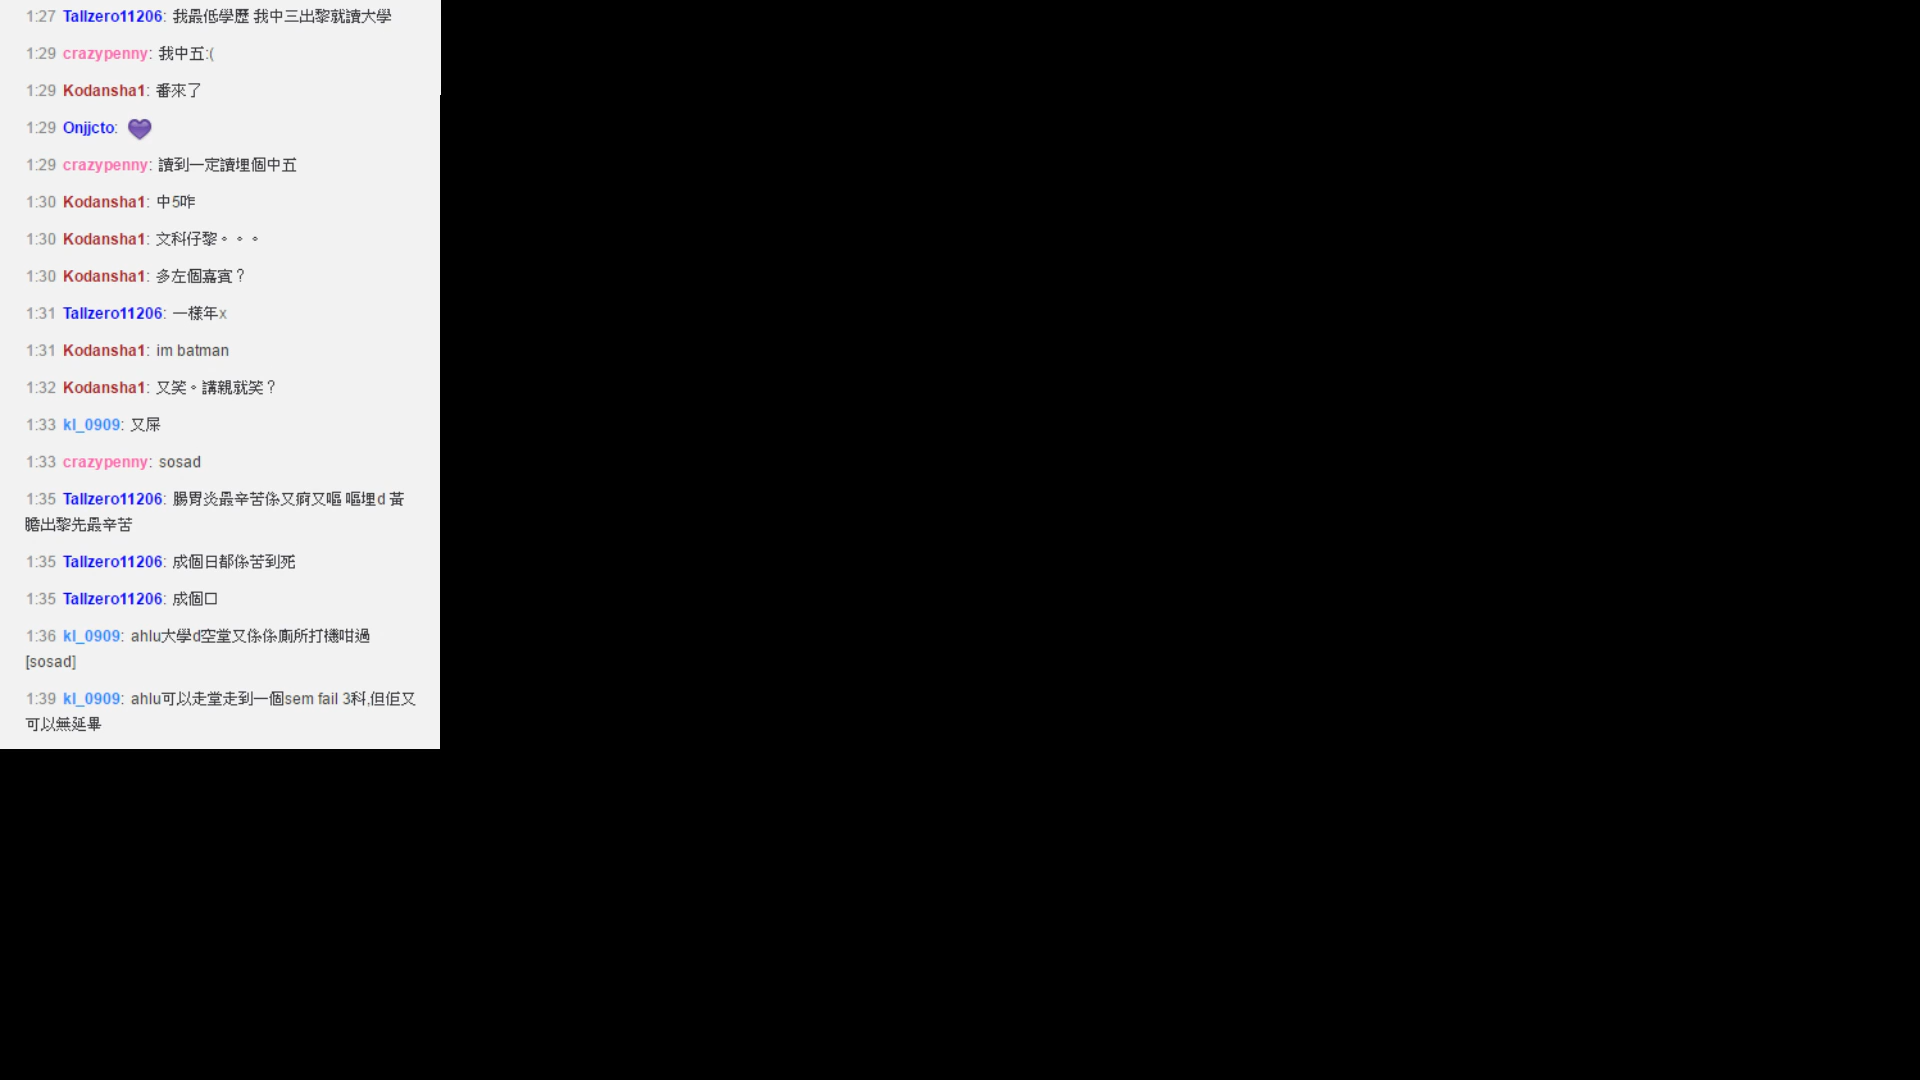 1:27 Tallzero11206: 我最低學歷 我中三出黎就讀大學
1:29 crazypenny: 我中五:(
1:29 Kodansha1: 番來了
1:29 Onjjcto: 💜
1:29 crazypenny: 讀到一定讀埋個中五
1:30 Kodansha1: 中5咋
1:30 Kodansha1: 文科仔黎。。。
1:30 Kodansha1: 多左個嘉賓？
1:31 Tallzero11206: 一樣年x
1:31 Kodansha1: im batman
1:32 Kodansha1: 又笑。講親就笑？
1:33 kl_0909: 又屎
1:33 crazypenny: sosad
1:35 Tallzero11206: 腸胃炎最辛苦係又痾又嘔 嘔埋d 黃
膽出黎先最辛苦
1:35 Tallzero11206: 成個日都係苦到死
1:35 Tallzero11206: 成個口
1:36 kl_0909: ahlu大學d空堂又係係廁所打機咁過
[sosad]
1:39 kl_0909: ahlu可以走堂走到一個sem fail 3科,但佢又
可以無延畢